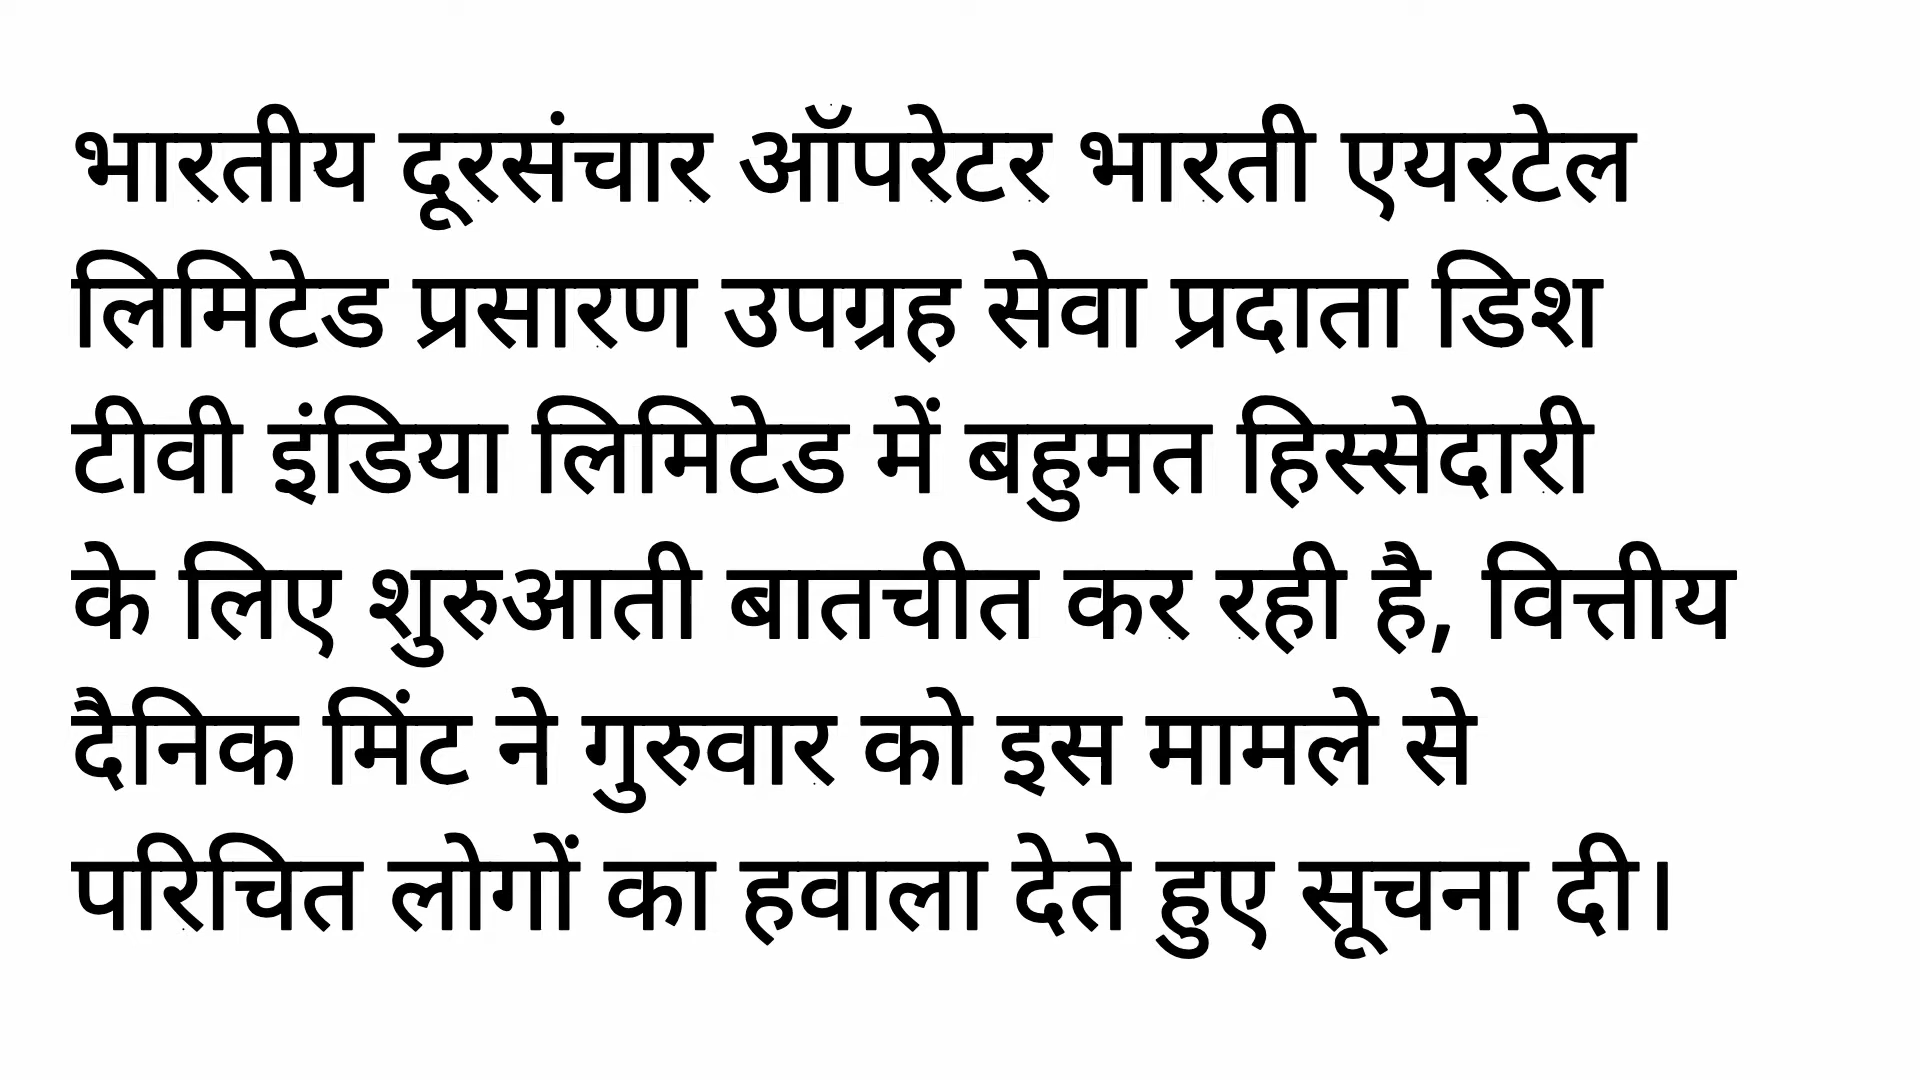 भारतीय दूरसंचार ऑपरेटर भारती एयरटेल
लिमिटेड प्रसारण उपग्रह सेवा प्रदाता डिश
टीवी इंडिया लिमिटेड में बहुमत हिस्सेदारी
के लिए शुरुआती बातचीत कर रही है, वित्तीय
दैनिक मिंट ने गुरुवार को इस मामले से
परिचित लोगों का हवाला देते हुए सूचना दी।